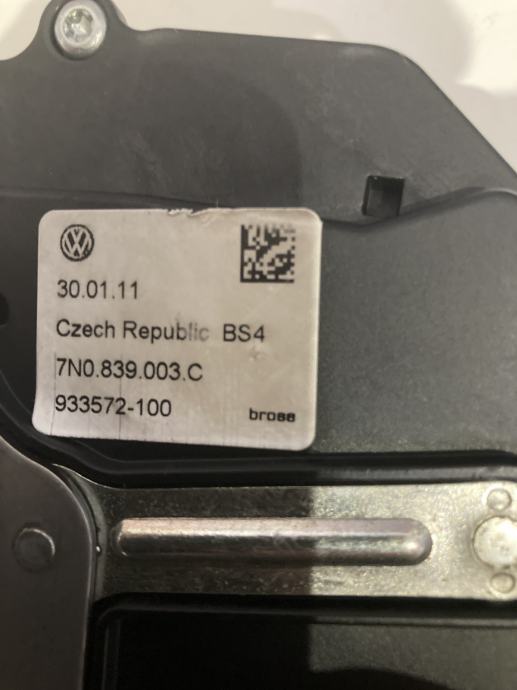 30.01.11
Czech Republic BS4
7N0.839.003.C
933572-100
brose